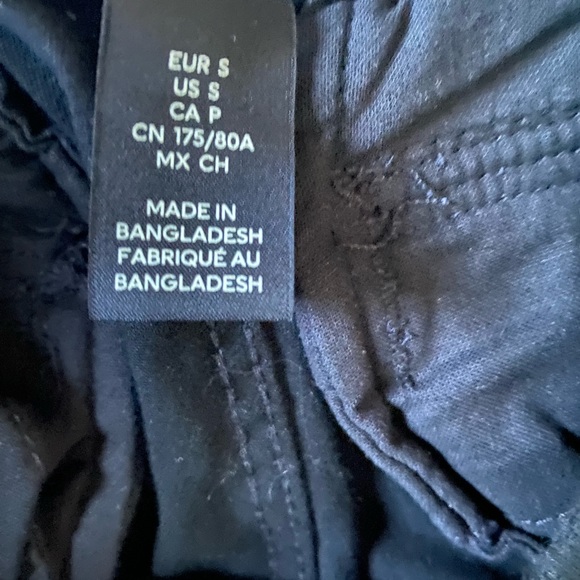 EUR S
US S
CA P
CN 175/80A
MX CH
MADE IN
BANGLADESH
FABRIQUÉ AU
BANGLADESH